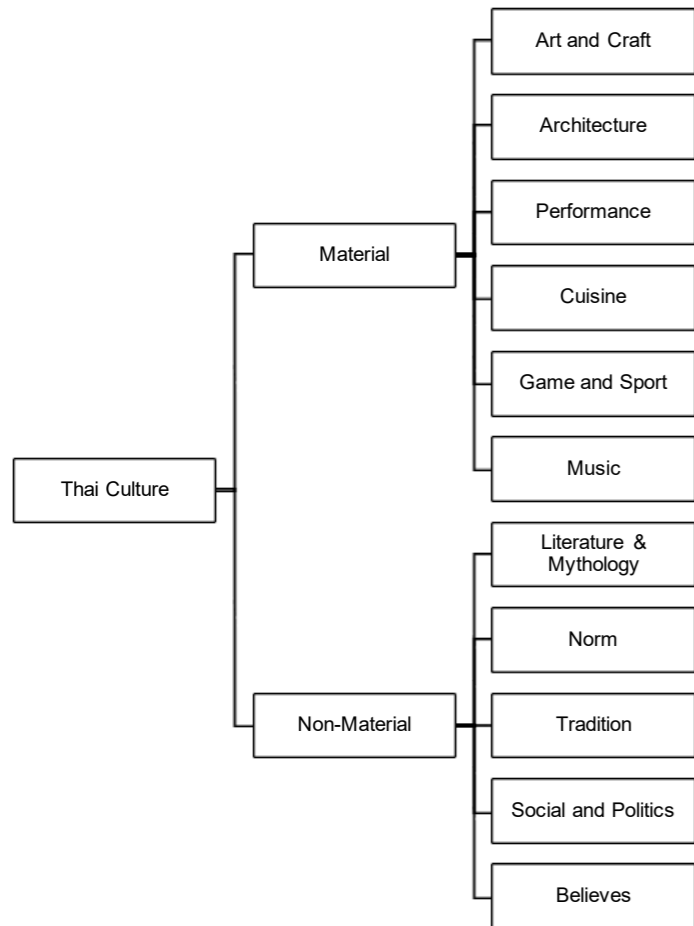 Art and Craft
Architecture
Performance
Material
Cuisine
Game and Sport
Music
Thai Culture
Literature &
Mythology
Norm
Non-Material
Tradition
Social and Politics
Believes